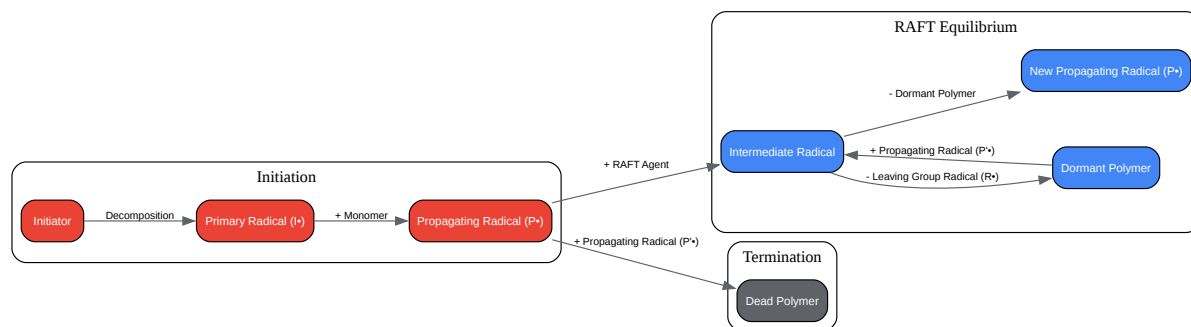 RAFT Equilibrium
New Propagating Radical (P•)
- Dormant Polymer
Intermediate Radical
+ Propagating Radical (P'•)
- Leaving Group Radical (R•)
Dormant Polymer
+ RAFT Agent
Initiation
Initiator
Decomposition
Primary Radical (I•)
+ Monomer
Propagating Radical (P•)
+ Propagating Radical (P'•)
Termination
Dead Polymer